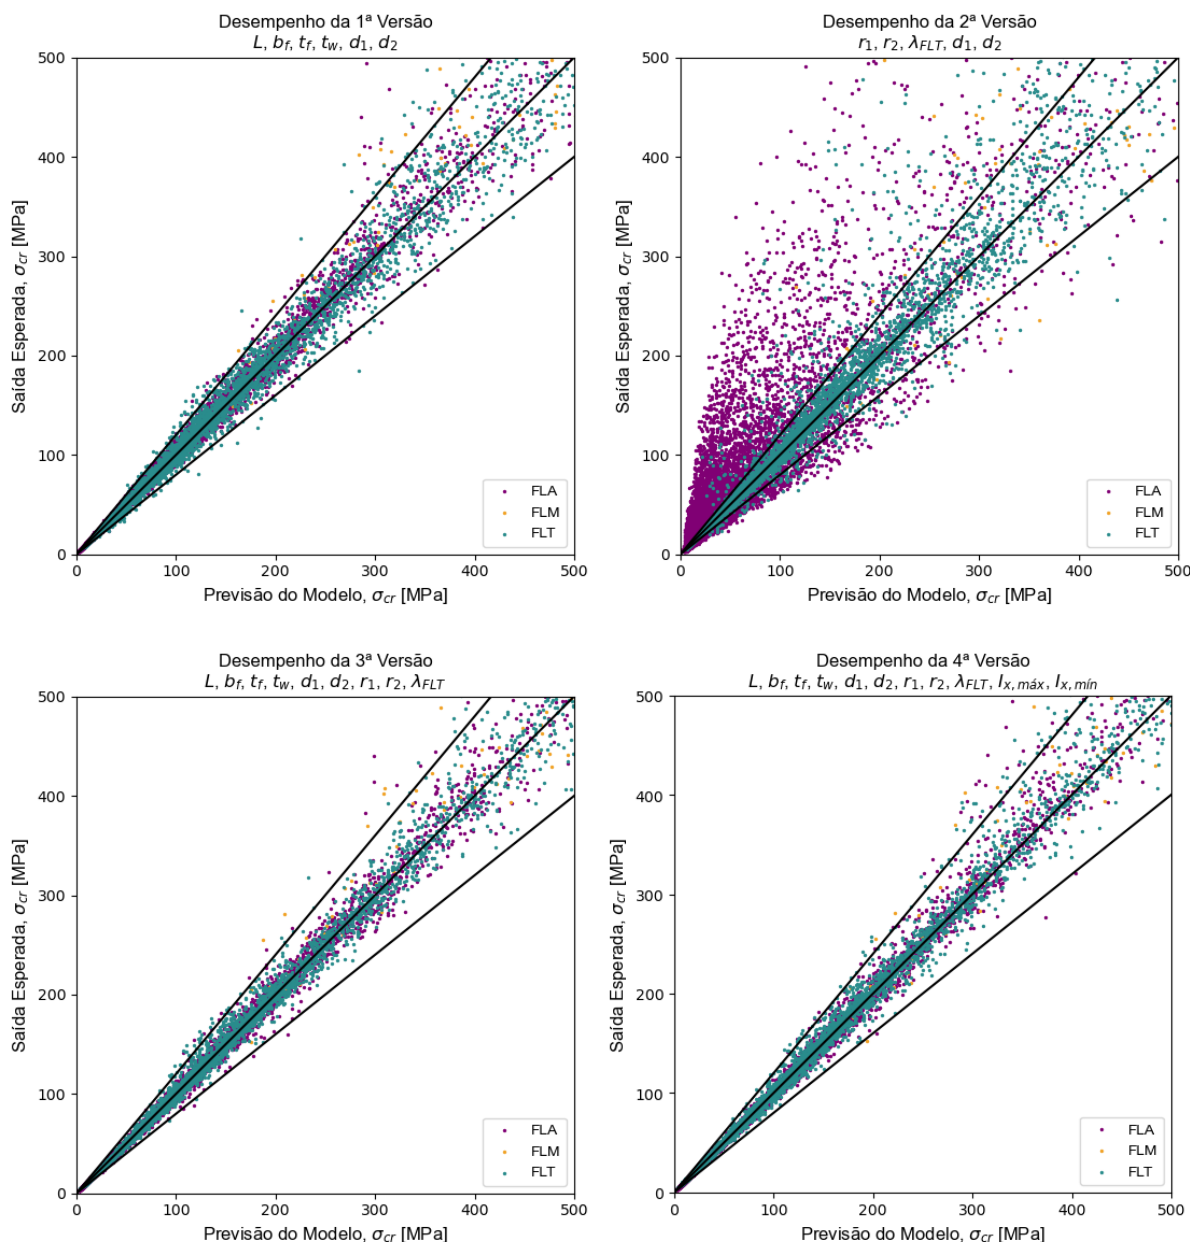 Desempenho da 1ª Versão
L, b_f, t_f, t_w, d_1, d_2
500
400
300
200
100
0
Saída Esperada, σ_cr [MPa]
FLA
FLM
FLT
0 100 200 300 400 500
Previsão do Modelo, σ_cr [MPa]
Desempenho da 2ª Versão
r_1, r_2, λ_FLT, d_1, d_2
500
400
300
200
100
0
Saída Esperada, σ_cr [MPa]
FLA
FLM
FLT
0 100 200 300 400 500
Previsão do Modelo, σ_cr [MPa]
Desempenho da 3ª Versão
L, b_f, t_f, t_w, d_1, d_2, r_1, r_2, λ_FLT
500
400
300
200
100
0
Saída Esperada, σ_cr [MPa]
FLA
FLM
FLT
0 100 200 300 400 500
Previsão do Modelo, σ_cr [MPa]
Desempenho da 4ª Versão
L, b_f, t_f, t_w, d_1, d_2, r_1, r_2, λ_FLT, I_x,máx, I_x,mín
500
400
300
200
100
0
Saída Esperada, σ_cr [MPa]
FLA
FLM
FLT
0 100 200 300 400 500
Previsão do Modelo, σ_cr [MPa]